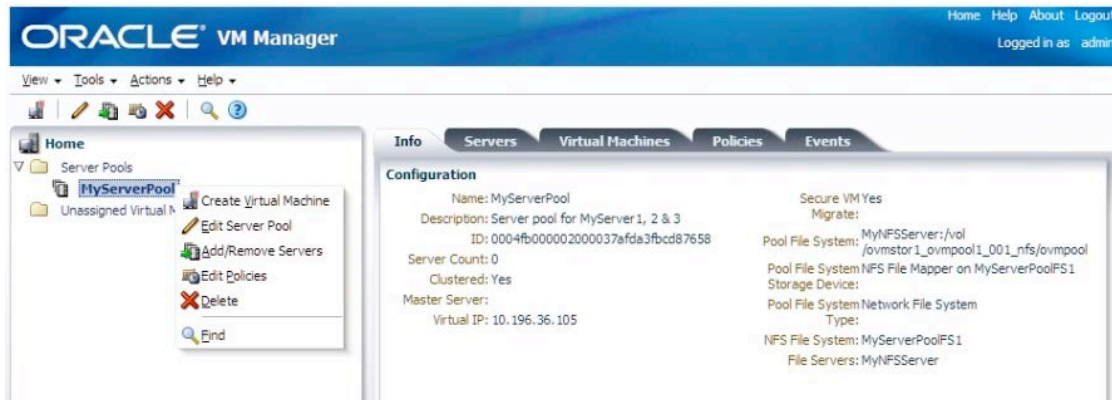 Home Help About Logout
ORACLE VM Manager
Logged in as admin
View Tools Actions Help
Home
Server Pools
MyServerPool
Unassigned Virtual M
Create Virtual Machine
Edit Server Pool
Add/Remove Servers
Edit Policies
Delete
Find
Info Servers Virtual Machines Policies Events
Configuration
Name: MyServerPool
Description: Server pool for MyServer1, 2 & 3
ID: 0004fb000002000037afda3fbcd87658
Server Count: 0
Clustered: Yes
Master Server:
Virtual IP: 10.196.36.105
Secure VM Yes
Migrate:
Pool File System: MyNFSServer:/vol
/ovmstor1_ovmpool1_001_nfs/ovmpool
Pool File System NFS File Mapper on MyServerPoolFS1
Storage Device:
Pool File System Network File System
Type:
NFS File System: MyServerPoolFS1
File Servers: MyNFSServer